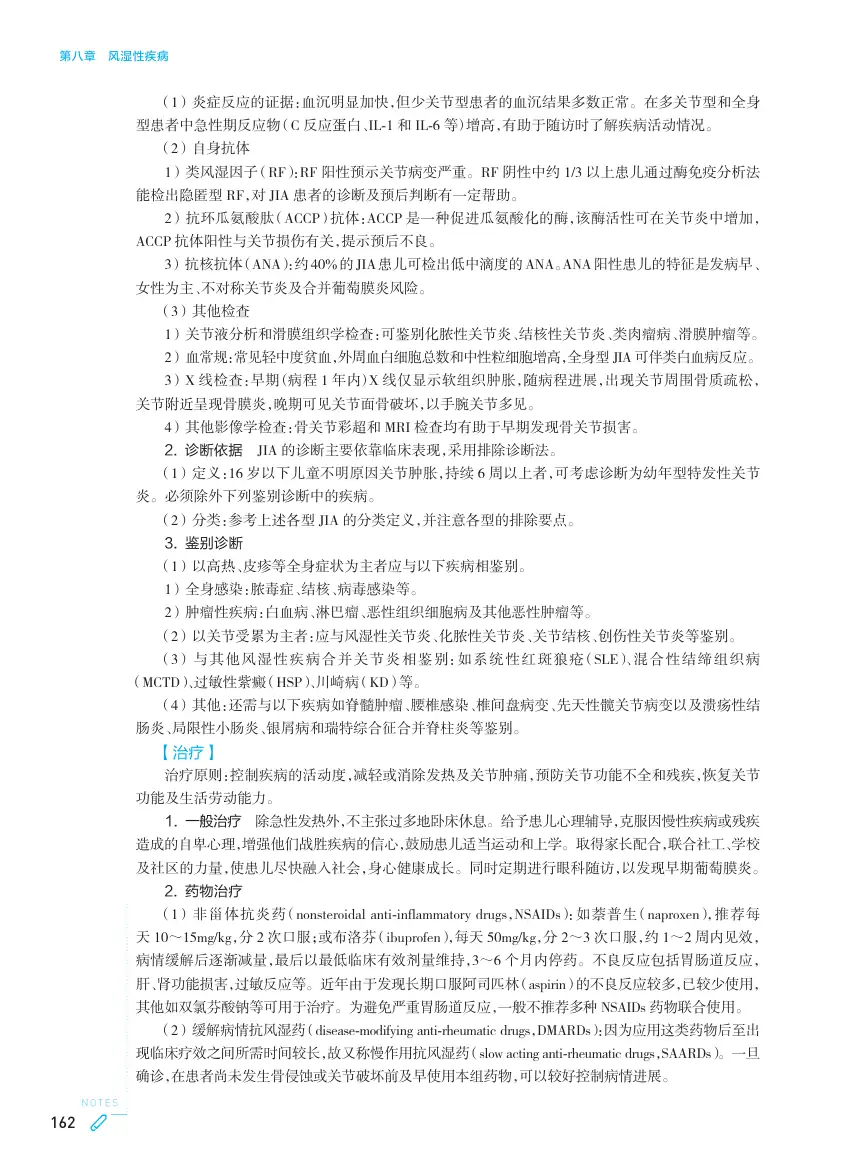 第八章　风湿性疾病
（1）炎症反应的证据：血沉明显加快，但少关节型患者的血沉结果多数正常。在多关节型和全身
型患者中急性期反应物（C 反应蛋白、IL-1 和 IL-6 等）增高，有助于随访时了解疾病活动情况。
（2）自身抗体
1）类风湿因子（RF）：RF 阳性预示关节病变严重。RF 阴性中约 1/3 以上患儿通过酶免疫分析法
能检出隐匿型 RF，对 JIA 患者的诊断及预后判断有一定帮助。
2）抗环瓜氨酸肽（ACCP）抗体：ACCP 是一种促进瓜氨酸化的酶，该酶活性可在关节炎中增加，
ACCP 抗体阳性与关节损伤有关，提示预后不良。
3）抗核抗体（ANA）：约 40% 的 JIA 患儿可检出低中滴度的 ANA。ANA 阳性患儿的特征是发病早、
女性为主、不对称关节炎及合并葡萄膜炎风险。
（3）其他检查
1）关节液分析和滑膜组织学检查：可鉴别化脓性关节炎、结核性关节炎、类肉瘤病、滑膜肿瘤等。
2）血常规：常见轻中度贫血，外周血白细胞总数和中性粒细胞增高，全身型 JIA 可伴类白血病反应。
3）X 线检查：早期（病程 1 年内）X 线仅显示软组织肿胀，随病程进展，出现关节周围骨质疏松，
关节附近呈现骨膜炎，晚期可见关节面骨破坏，以手腕关节多见。
4）其他影像学检查：骨关节彩超和 MRI 检查均有助于早期发现骨关节损害。
2. 诊断依据　JIA 的诊断主要依靠临床表现，采用排除诊断法。
（1）定义：16 岁以下儿童不明原因关节肿胀，持续 6 周以上者，可考虑诊断为幼年型特发性关节
炎。必须除外下列鉴别诊断中的疾病。
（2）分类：参考上述各型 JIA 的分类定义，并注意各型的排除要点。
3. 鉴别诊断
（1）以高热、皮疹等全身症状为主者应与以下疾病相鉴别。
1）全身感染：脓毒症、结核、病毒感染等。
2）肿瘤性疾病：白血病、淋巴瘤、恶性组织细胞病及其他恶性肿瘤等。
（2）以关节受累为主者：应与风湿性关节炎、化脓性关节炎、关节结核、创伤性关节炎等鉴别。
（3）与其他风湿性疾病合并关节炎相鉴别：如系统性红斑狼疮（SLE）、混合性结缔组织病
（MCTD）、过敏性紫癜（HSP）、川崎病（KD）等。
（4）其他：还需与以下疾病如脊髓肿瘤、腰椎感染、椎间盘病变、先天性髋关节病变以及溃疡性结
肠炎、局限性小肠炎、银屑病和瑞特综合征合并脊柱炎等鉴别。
【治疗】
治疗原则：控制疾病的活动度，减轻或消除发热及关节肿痛，预防关节功能不全和残疾，恢复关节
功能及生活劳动能力。
1. 一般治疗　除急性发热外，不主张过多地卧床休息。给予患儿心理辅导，克服因慢性疾病或残疾
造成的自卑心理，增强他们战胜疾病的信心，鼓励患儿适当运动和上学。取得家长配合，联合社工、学校
及社区的力量，使患儿尽快融入社会，身心健康成长。同时定期进行眼科随访，以发现早期葡萄膜炎。
2. 药物治疗
（1）非甾体抗炎药（nonsteroidal anti-inflammatory drugs，NSAIDs）：如萘普生（naproxen），推荐每
天 10～15mg/kg，分 2 次口服；或布洛芬（ibuprofen），每天 50mg/kg，分 2～3 次口服，约 1～2 周内见效，
病情缓解后逐渐减量，最后以最低临床有效剂量维持，3～6 个月内停药。不良反应包括胃肠道反应，
肝、肾功能损害，过敏反应等。近年由于发现长期口服阿司匹林（aspirin）的不良反应较多，已较少使用，
其他如双氯芬酸钠等可用于治疗。为避免严重胃肠道反应，一般不推荐多种 NSAIDs 药物联合使用。
（2）缓解病情抗风湿药（disease-modifying anti-rheumatic drugs，DMARDs）：因为应用这类药物后至出
现临床疗效之间所需时间较长，故又称慢作用抗风湿药（slow acting anti-rheumatic drugs，SAARDs）。一旦
确诊，在患者尚未发生骨侵蚀或关节破坏前及早使用本组药物，可以较好控制病情进展。
NOTES
162